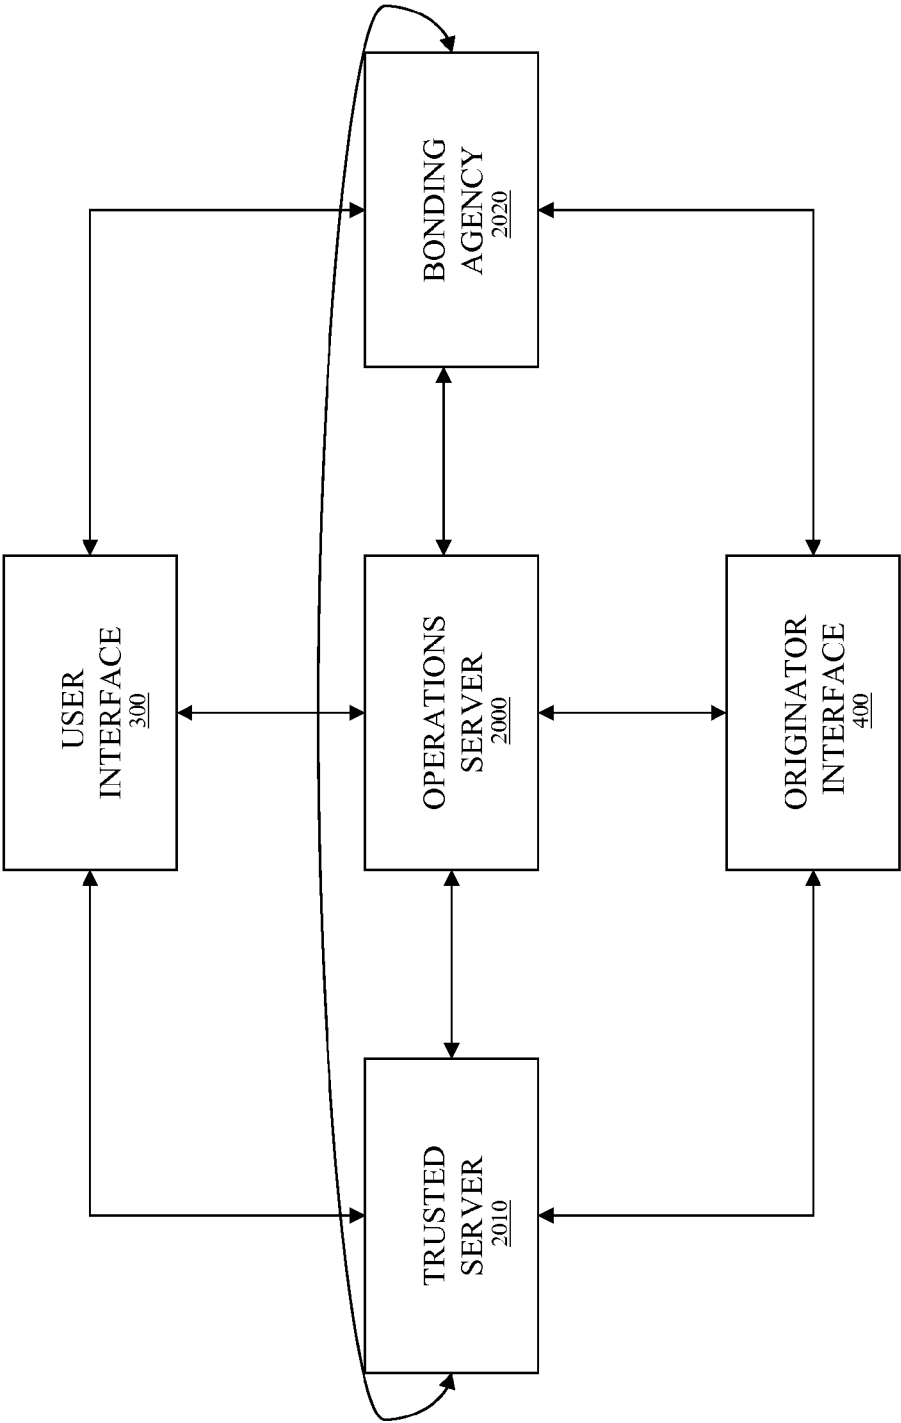 USER
INTERFACE
300
TRUSTED
SERVER
2010
OPERATIONS
SERVER
2000
BONDING
AGENCY
2020
ORIGINATOR
INTERFACE
400